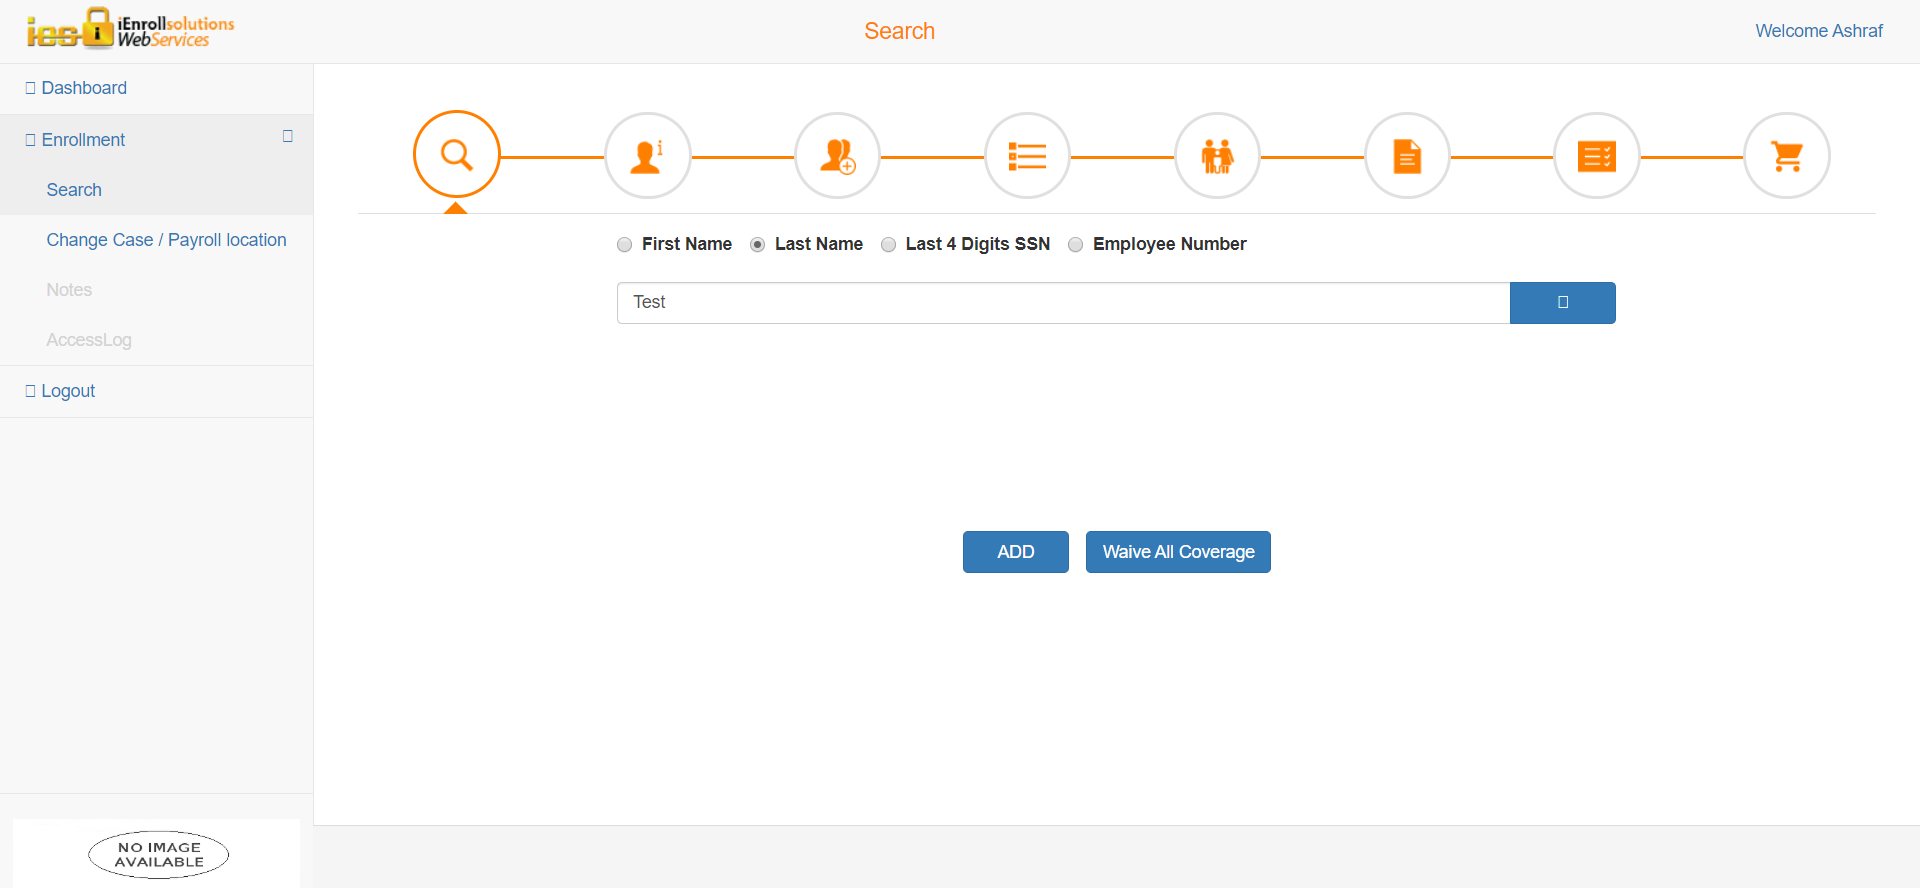 ies iEnrollsolutions
WebServices
Search
Welcome Ashraf
Dashboard
Enrollment
Search
Change Case / Payroll location
Notes
AccessLog
Logout
First Name Last Name Last 4 Digits SSN Employee Number
Test
ADD Waive All Coverage
NO IMAGE
AVAILABLE